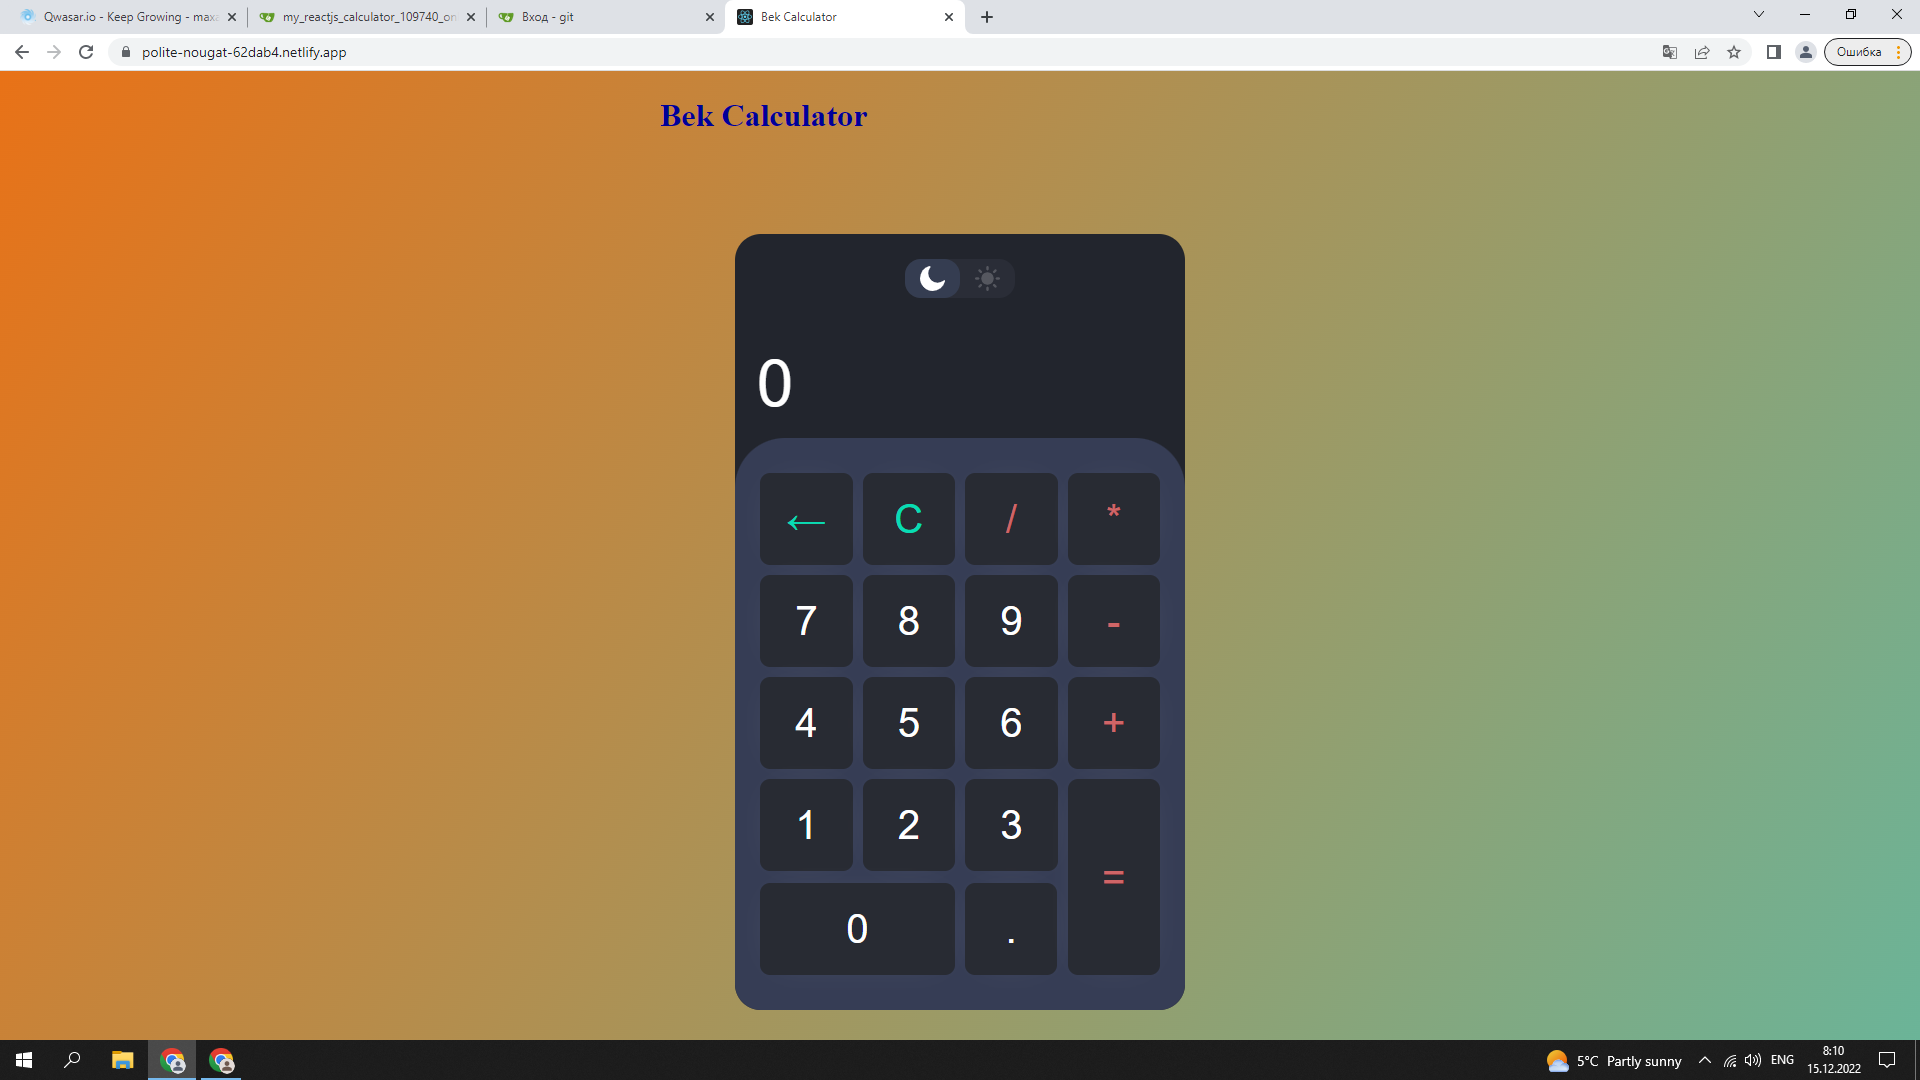 Qwasar.io - Keep Growing - max
my_reactjs_calculator_109740_on
Вход - git
Bek Calculator
polite-nougat-62dab4.netlify.app
Ошибка
Bek Calculator
0
← C / *
7 8 9 -
4 5 6 +
1 2 3 =
0 .
5°C Partly sunny
ENG
8:10
15.12.2022